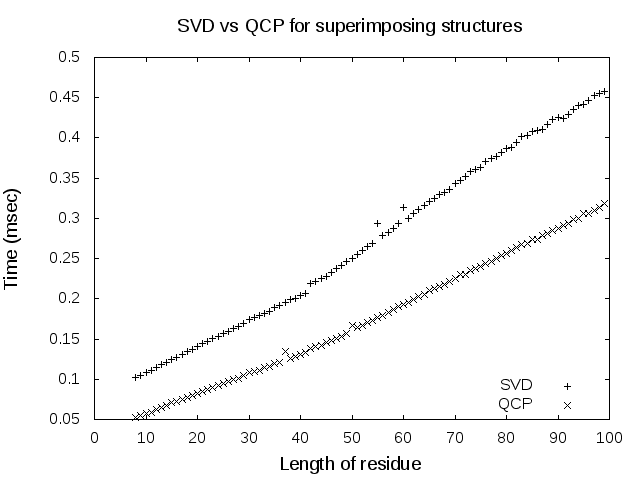 SVD vs QCP for superimposing structures
0.5
0.45
0.4
0.35
0.3
0.25
0.2
0.15
0.1
0.05
Time (msec)
SVD
QCP
0 10 20 30 40 50 60 70 80 90 100
Length of residue